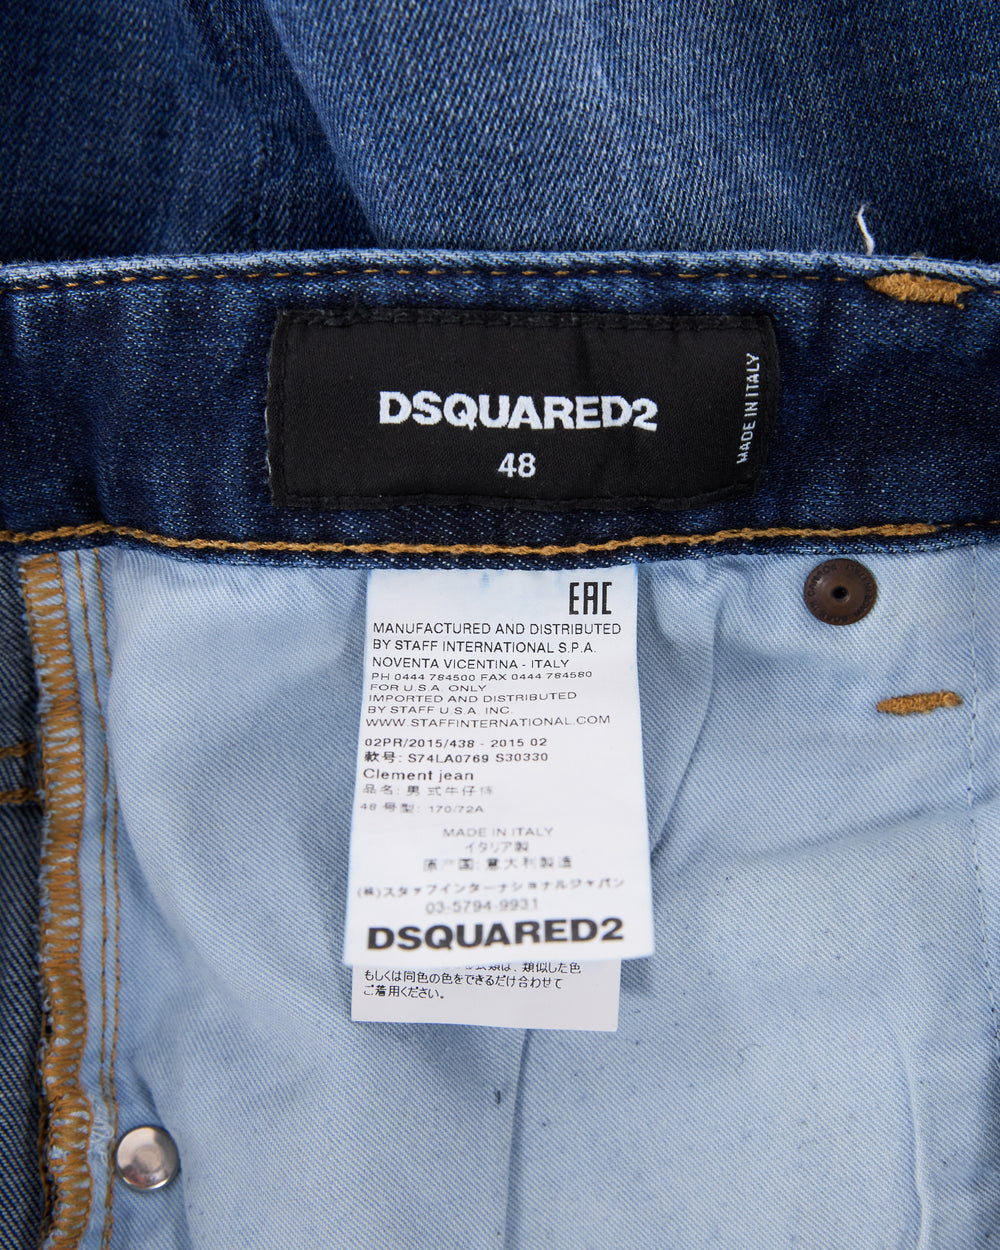 DSQUARED2
48
MADE IN ITALY
EAC
MANUFACTURED AND DISTRIBUTED
BY STAFF INTERNATIONAL S.P.A.
NOVENTA VICENTINA - ITALY
PH 0444 784500 FAX 0444 784580
FOR U.S.A. ONLY
IMPORTED AND DISTRIBUTED
BY STAFF U.S.A. INC.
WWW.STAFFINTERNATIONAL.COM
02PR/2015/438 - 2015 02
款号: S74LA0769 S30330
Clement jean
品名: 男 式牛仔
48 号型: 170/72A
MADE IN ITALY
イタリア製
原产国: 意大利製造
(株)スタッフインターナショナルジャパン
03-5794-9931
DSQUARED2
は、類似した色
もしくは同色の色をできるだけ合わせて
ご着用ください。